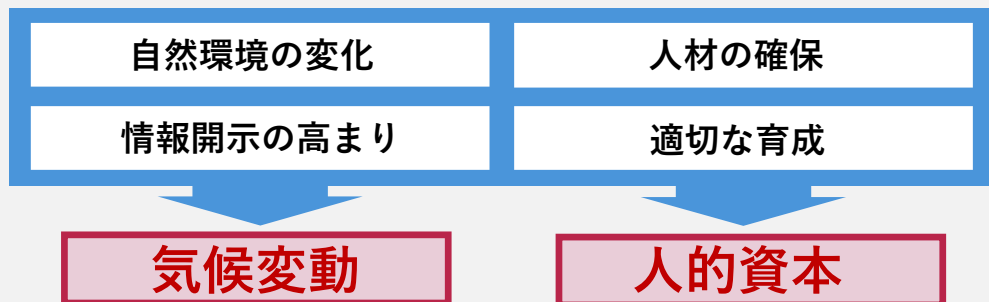 自然環境の変化
人材の確保
情報開示の高まり
適切な育成
気候変動
人的資本